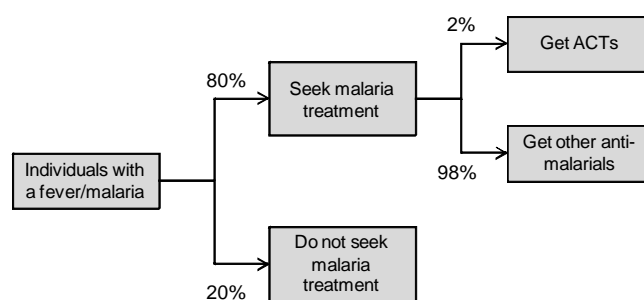 2%
Get ACTs
80%
Seek malaria
treatment
Get other anti-
malarials
98%
Individuals with
a fever/malaria
Do not seek
malaria
treatment
20%